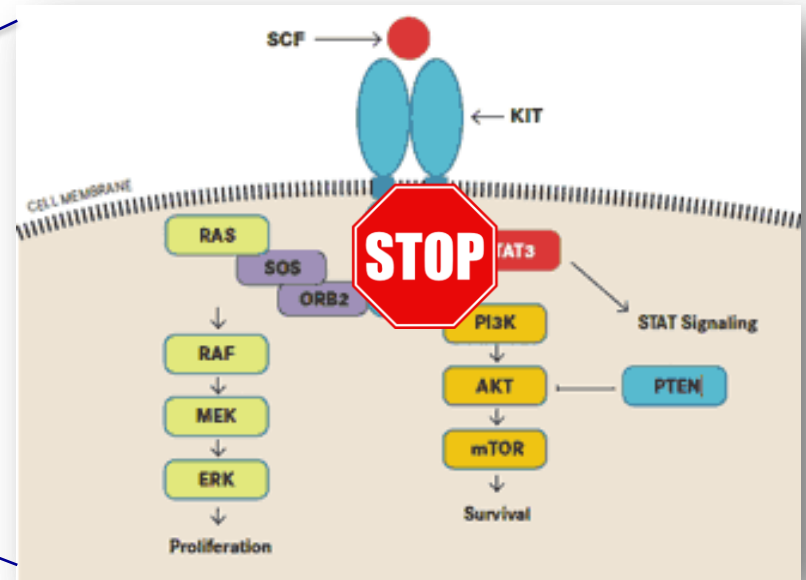 SCF
KIT
CELL MEMBRANE
RAS
STOP
TAT3
SOS
ORB2
PI3K
STAT Signaling
RAF
AKT
PTEN
MEK
mTOR
ERK
Survival
Proliferation